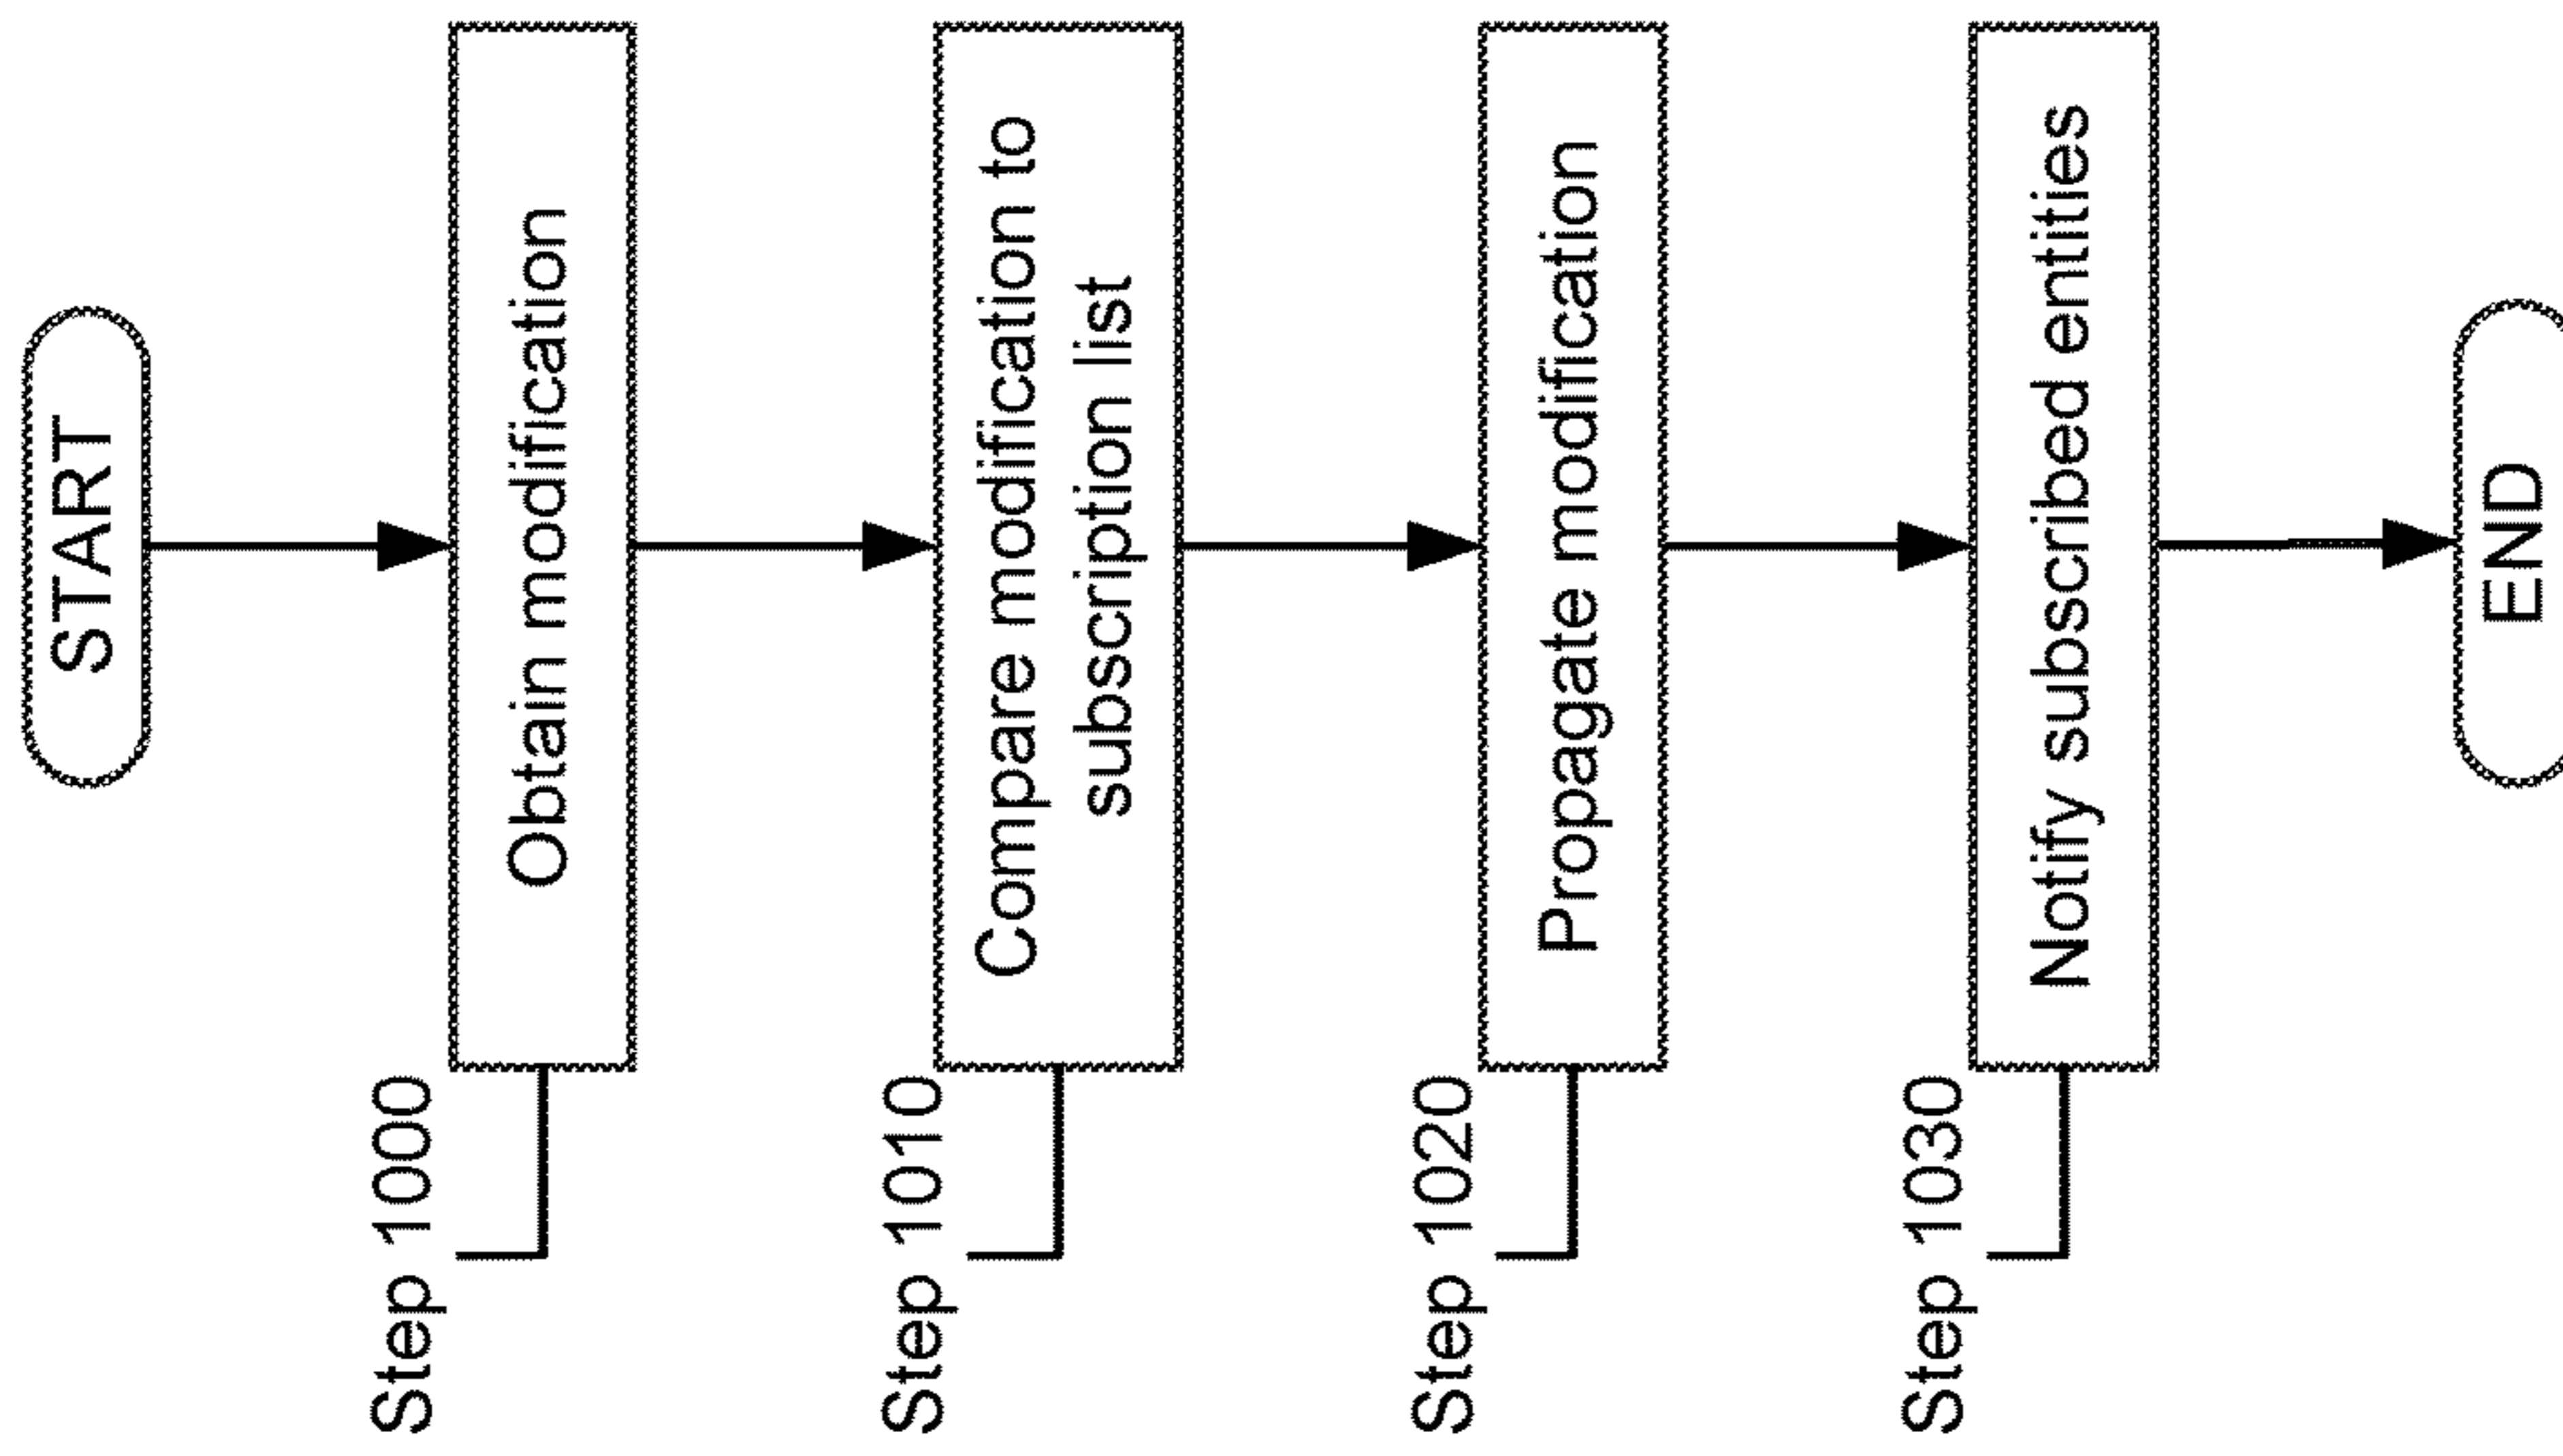 START
Step 1000
Obtain modification
Step 1010
Compare modification to
subscription list
Step 1020
Propagate modification
Step 1030
Notify subscribed entities
END